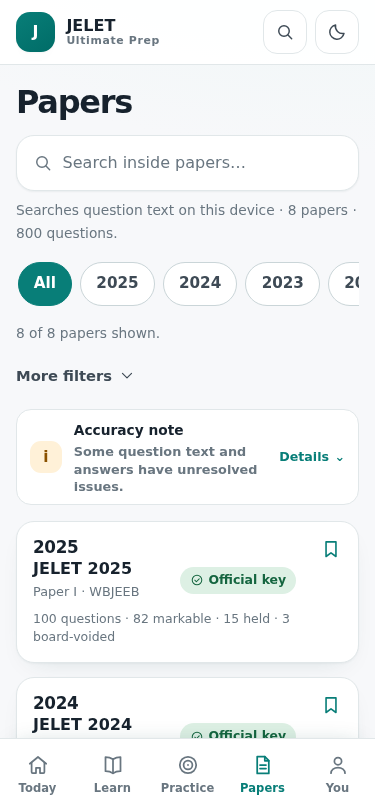 J
JELET
Ultimate Prep
Papers
Search inside papers...
Searches question text on this device · 8 papers ·
800 questions.
All 2025 2024 2023
8 of 8 papers shown.
More filters
i
Accuracy note
Some question text and
answers have unresolved
issues.
Details
2025
JELET 2025
Paper I · WBJEEB
Official key
100 questions · 82 markable · 15 held · 3
board-voided
2024
JELET 2024
Official key
Today Learn Practice Papers You